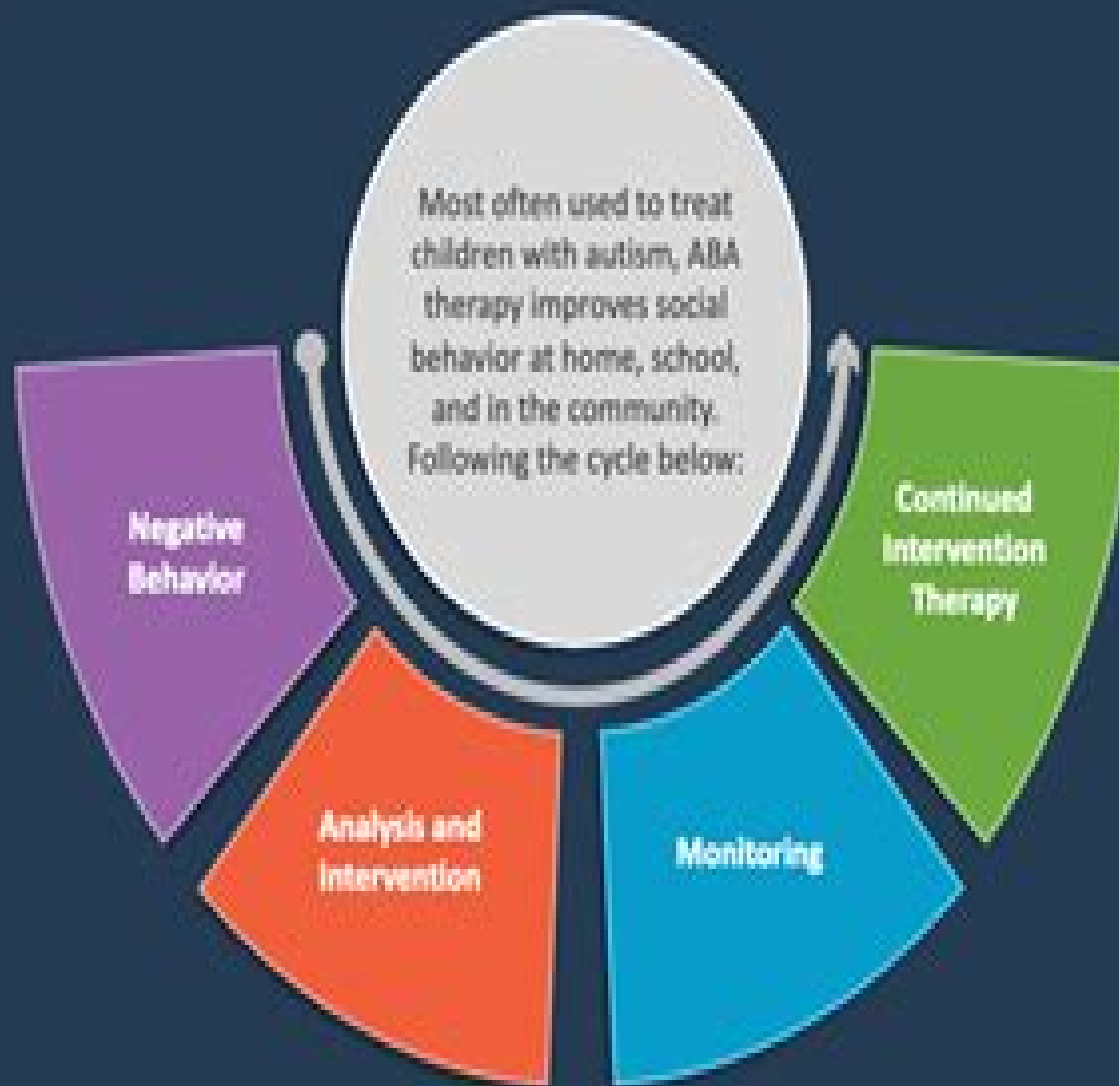 Most often used to treat
children with autism, ABA
therapy improves social
behavior at home, school,
and in the community.
Following the cycle below:
Negative
Behavior
Analysis and
Intervention
Monitoring
Continued
Intervention
Therapy